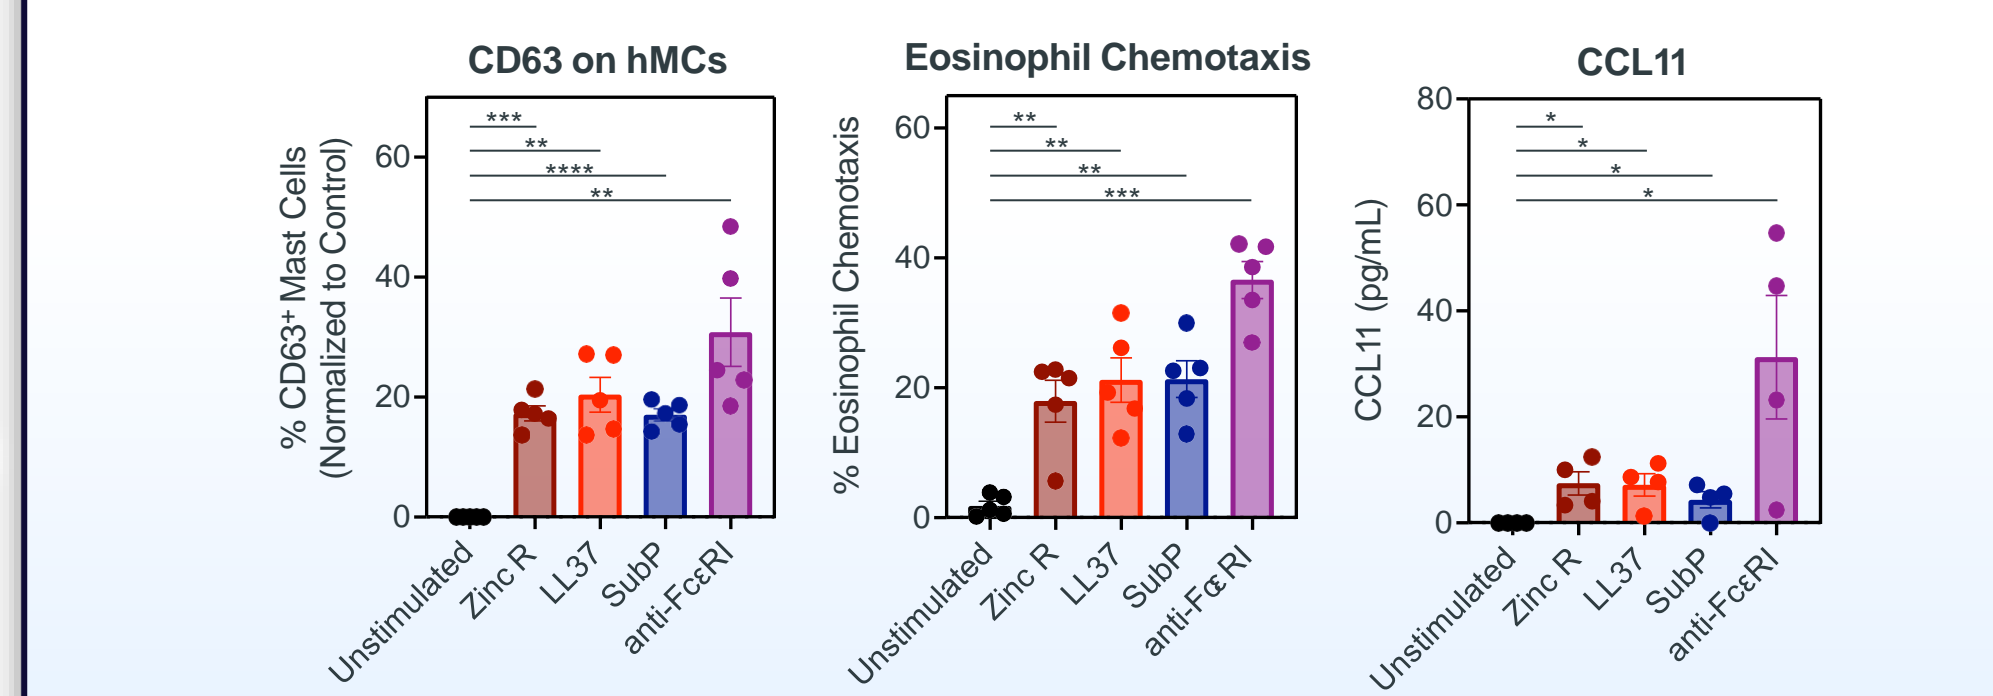 CD63 on hMCs
% CD63⁺ Mast Cells
(Normalized to Control)
60
40
20
0
***
**
****
**
Unstimulated
Zinc R
LL37
SubP
anti-FcεRI
Eosinophil Chemotaxis
% Eosinophil Chemotaxis
60
40
20
0
**
**
**
***
Unstimulated
Zinc R
LL37
SubP
anti-FcεRI
CCL11
CCL11 (pg/mL)
80
60
40
20
0
*
*
*
*
Unstimulated
Zinc R
LL37
SubP
anti-FcεRI